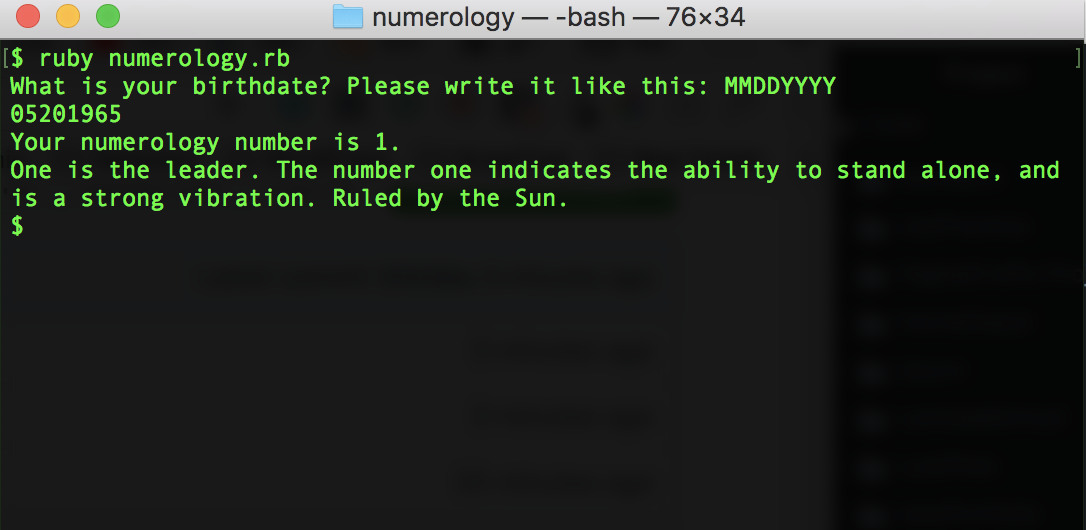 numerology — -bash — 76×34
[$ ruby numerology.rb ]
What is your birthdate? Please write it like this: MMDDYYYY
05201965
Your numerology number is 1.
One is the leader. The number one indicates the ability to stand alone, and
is a strong vibration. Ruled by the Sun.
$